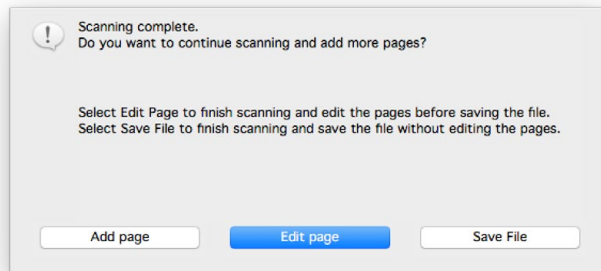 Scanning complete.
Do you want to continue scanning and add more pages?
Select Edit Page to finish scanning and edit the pages before saving the file.
Select Save File to finish scanning and save the file without editing the pages.
Add page
Edit page
Save File